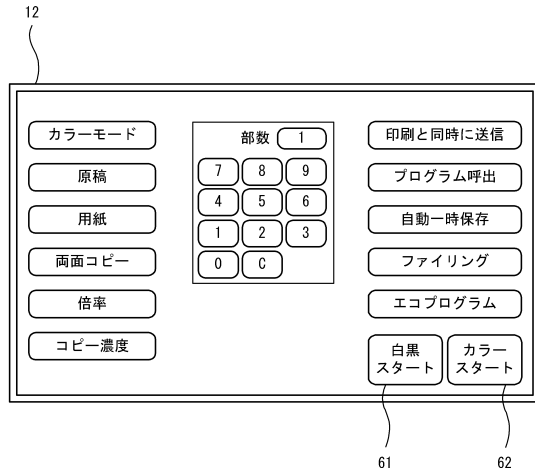 12
カラーモード
原稿
用紙
両面コピー
倍率
コピー濃度
部数 1
7 8 9
4 5 6
1 2 3
0 C
印刷と同時に送信
プログラム呼出
自動一時保存
ファイリング
エコプログラム
白黒
スタート
カラー
スタート
61
62